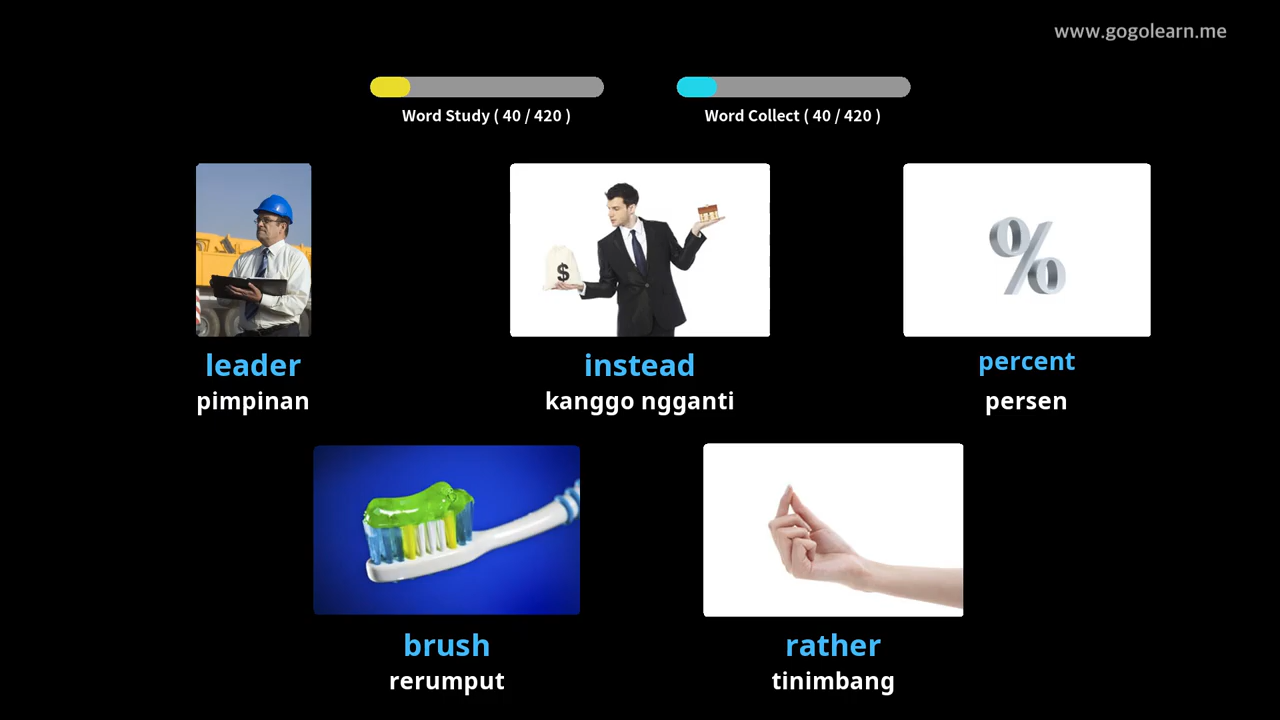 www.gogolearn.me
Word Study ( 40 / 420 )
Word Collect ( 40 / 420 )
$
%
leader
pimpinan
instead
kanggo ngganti
percent
persen
brush
rerumput
rather
tinimbang